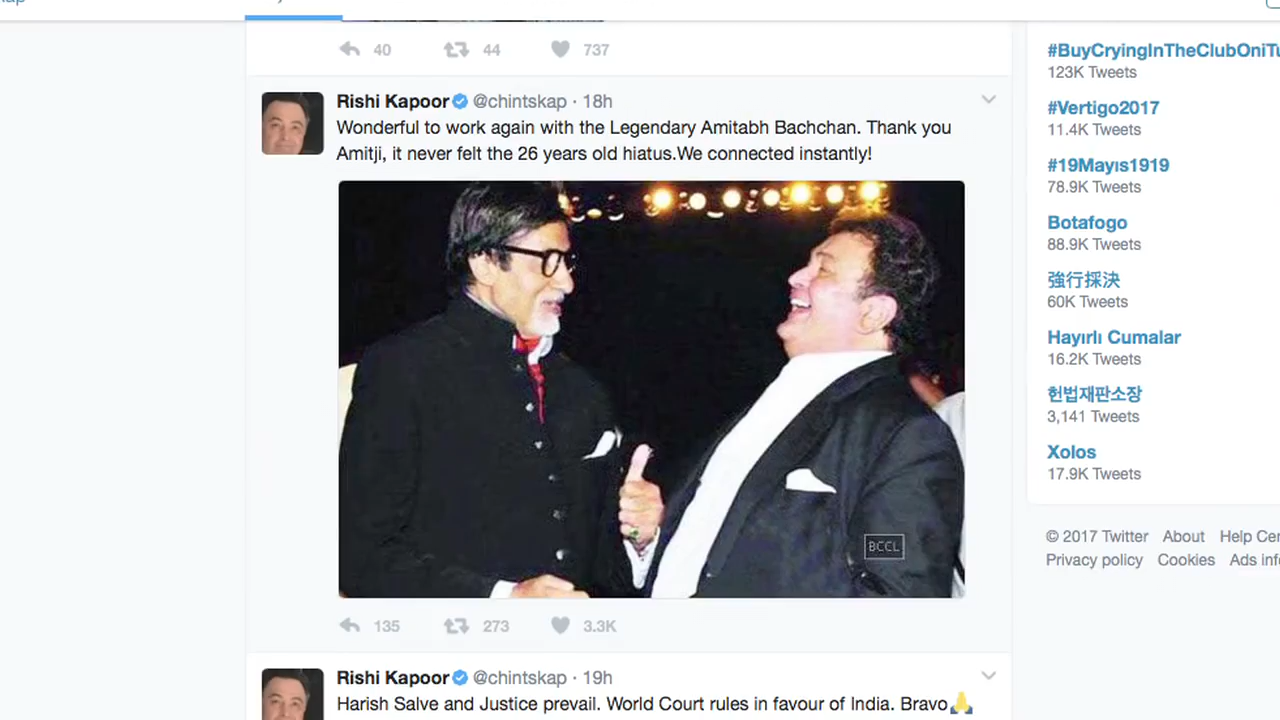 40 44 737
Rishi Kapoor @chintskap · 18h
Wonderful to work again with the Legendary Amitabh Bachchan. Thank you
Amitji, it never felt the 26 years old hiatus.We connected instantly!
BCCL
135 273 3.3K
Rishi Kapoor @chintskap · 19h
Harish Salve and Justice prevail. World Court rules in favour of India. Bravo🙏
#BuyCryingInTheClubOniTu
123K Tweets
#Vertigo2017
11.4K Tweets
#19Mayıs1919
78.9K Tweets
Botafogo
88.9K Tweets
強行採決
60K Tweets
Hayırlı Cumalar
16.2K Tweets
헌법재판소장
3,141 Tweets
Xolos
17.9K Tweets
© 2017 Twitter About Help Cen
Privacy policy Cookies Ads info